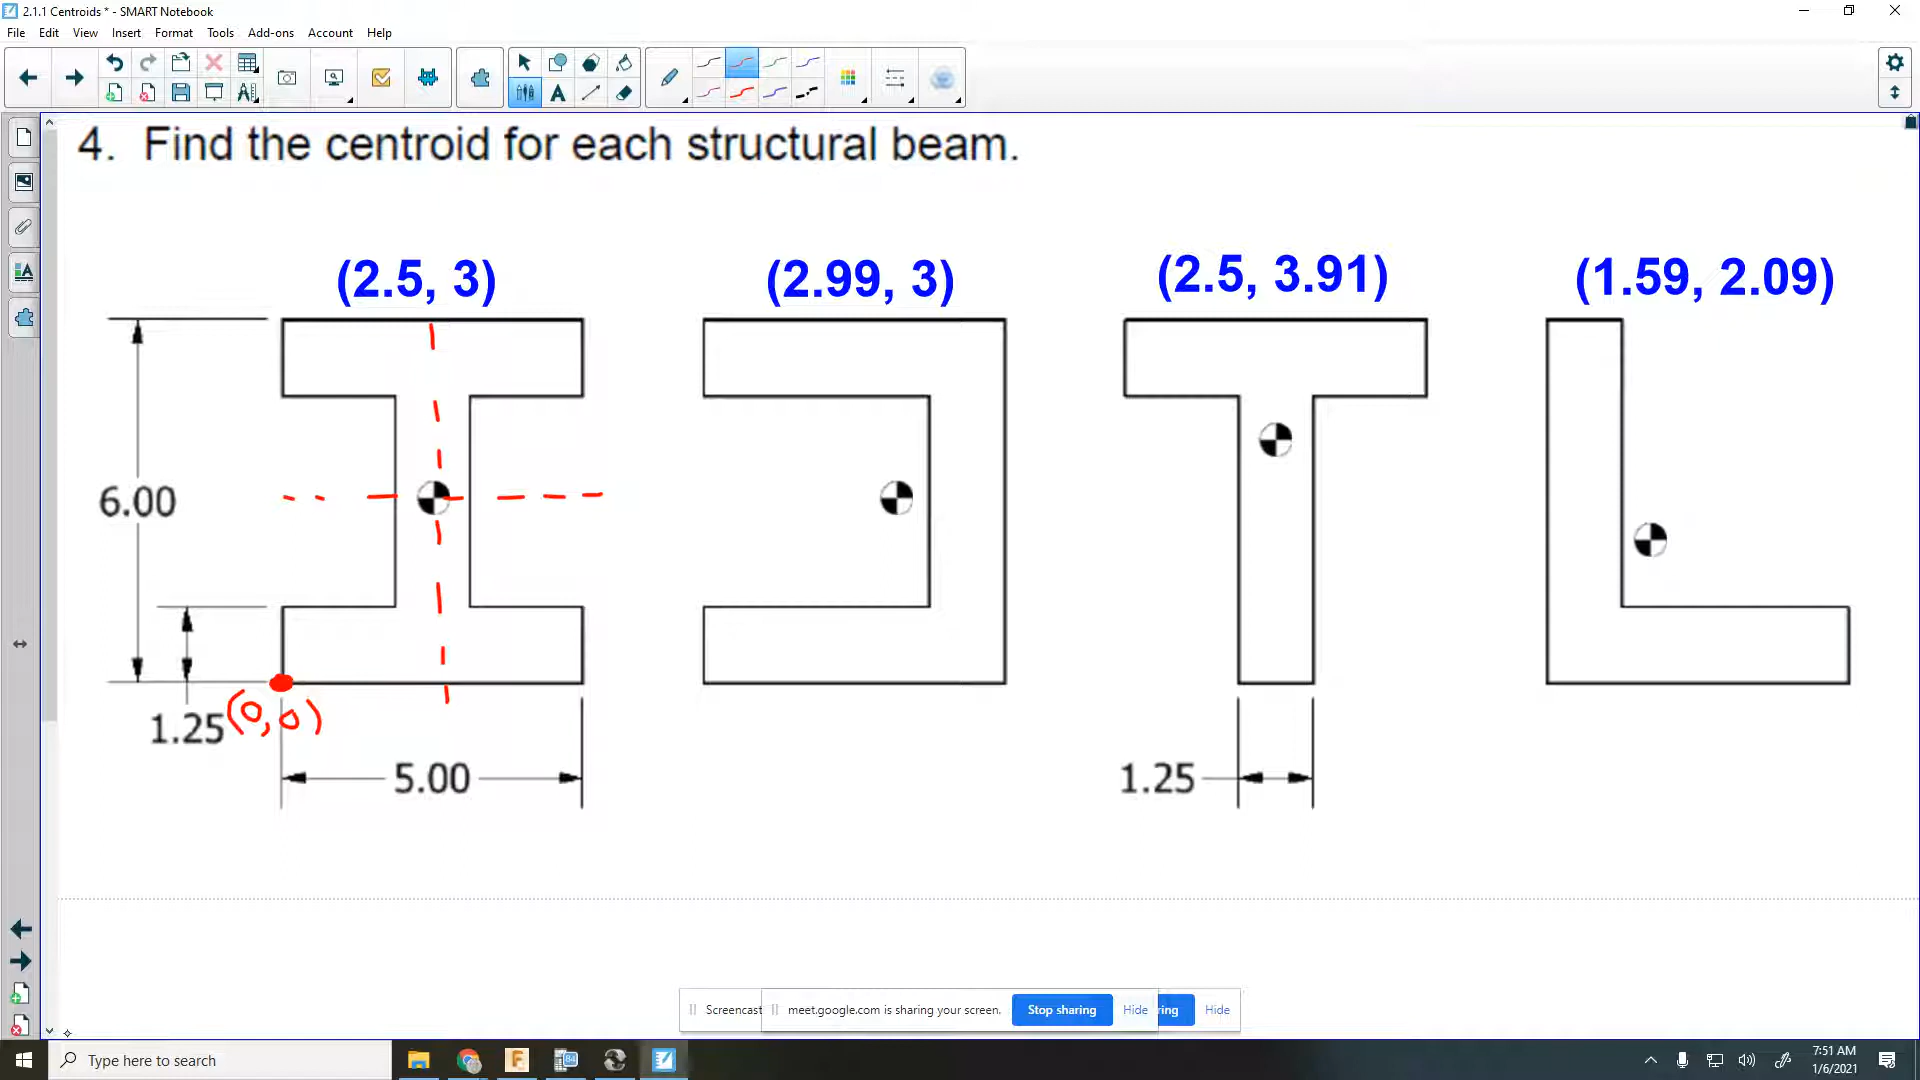 2.1.1 Centroids * - SMART Notebook
File Edit View Insert Format Tools Add-ons Account Help
4. Find the centroid for each structural beam.
(2.5, 3) (2.99, 3) (2.5, 3.91) (1.59, 2.09)
6.00
1.25
(0,0)
5.00
1.25
Screencast
meet.google.com is sharing your screen. Stop sharing Hide
ring Hide
Type here to search
7:51 AM
1/6/2021